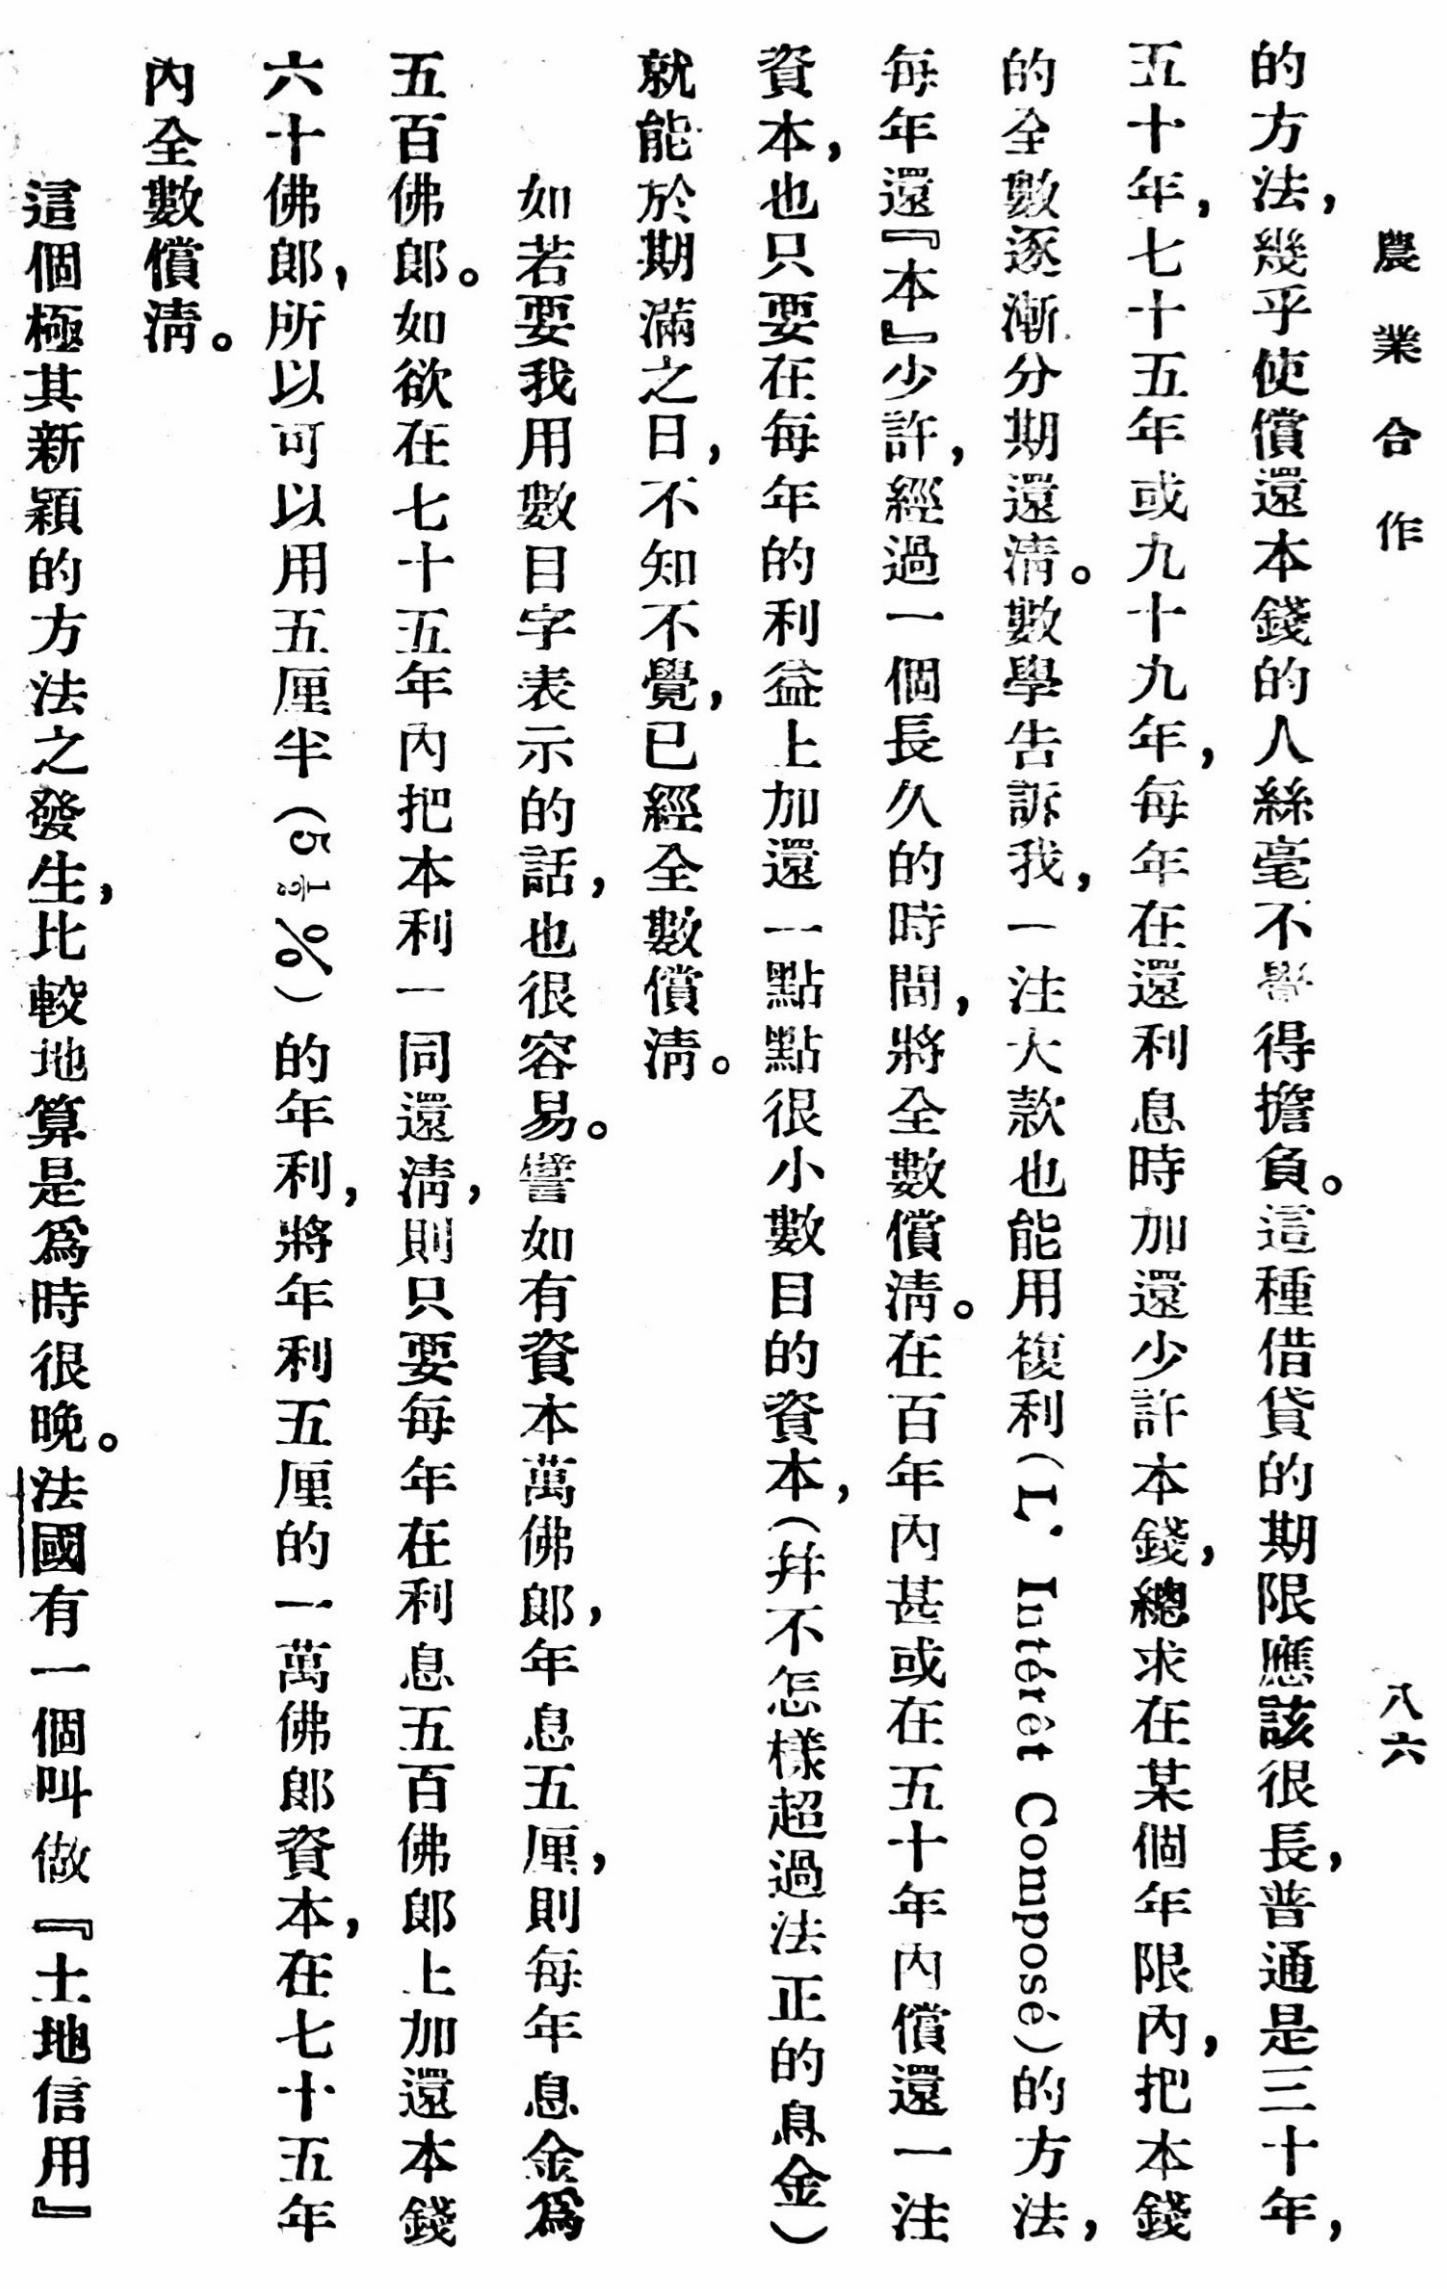 農業合作
八六
的方法，幾乎使償還本錢的人絲毫不覺得擔負。這種借貸的期限應該很長，普通是三十年，
五十年，七十五年或九十九年，每年在還利息時加還少許本錢，總求在某個年限內，把本錢
的全數逐漸分期還清。數學告訴我，一注大款也能用複利（L' Intérêt Composé）的方法，
每年還『本』少許，經過一個長久的時間，將全數償清。在百年內甚或在五十年內償還一注
資本，也只要在每年的利益上加還一點點很小數目的資本，（幷不怎樣超過法正的息金）
就能於期滿之日，不知不覺，已經全數償清。
如若要我用數目字表示的話，也很容易。譬如有資本萬佛郎，年息五厘，則每年息金爲
五百佛郎。如欲在七十五年內把本利一同還清，則只要每年在利息五百佛郎上加還本錢
六十佛郎，所以可以用五厘半（5½%）的年利，將年利五厘的一萬佛郎資本，在七十五年
內全數償清。
這個極其新穎的方法之發生，比較地算是爲時很晚。法國有一個叫做『土地信用』